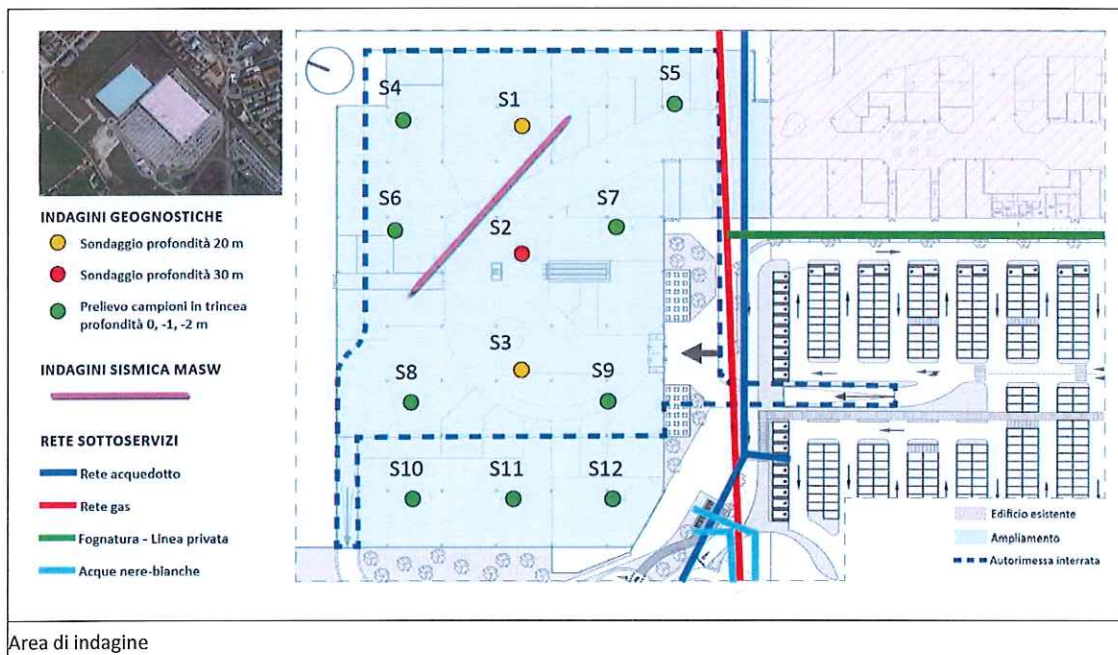 INDAGINI GEOGNOSTICHE
Sondaggio profondità 20 m
Sondaggio profondità 30 m
Prelievo campioni in trincea
profondità 0, -1, -2 m
INDAGINI SISMICA MASW
RETE SOTTOSERVIZI
Rete acquedotto
Rete gas
Fognatura – Linea privata
Acque nere-bianche
S4
S1
S5
S6
S2
S7
S3
S8
S9
S10
S11
S12
Edificio esistente
Ampliamento
Autorimessa interrata
Area di indagine